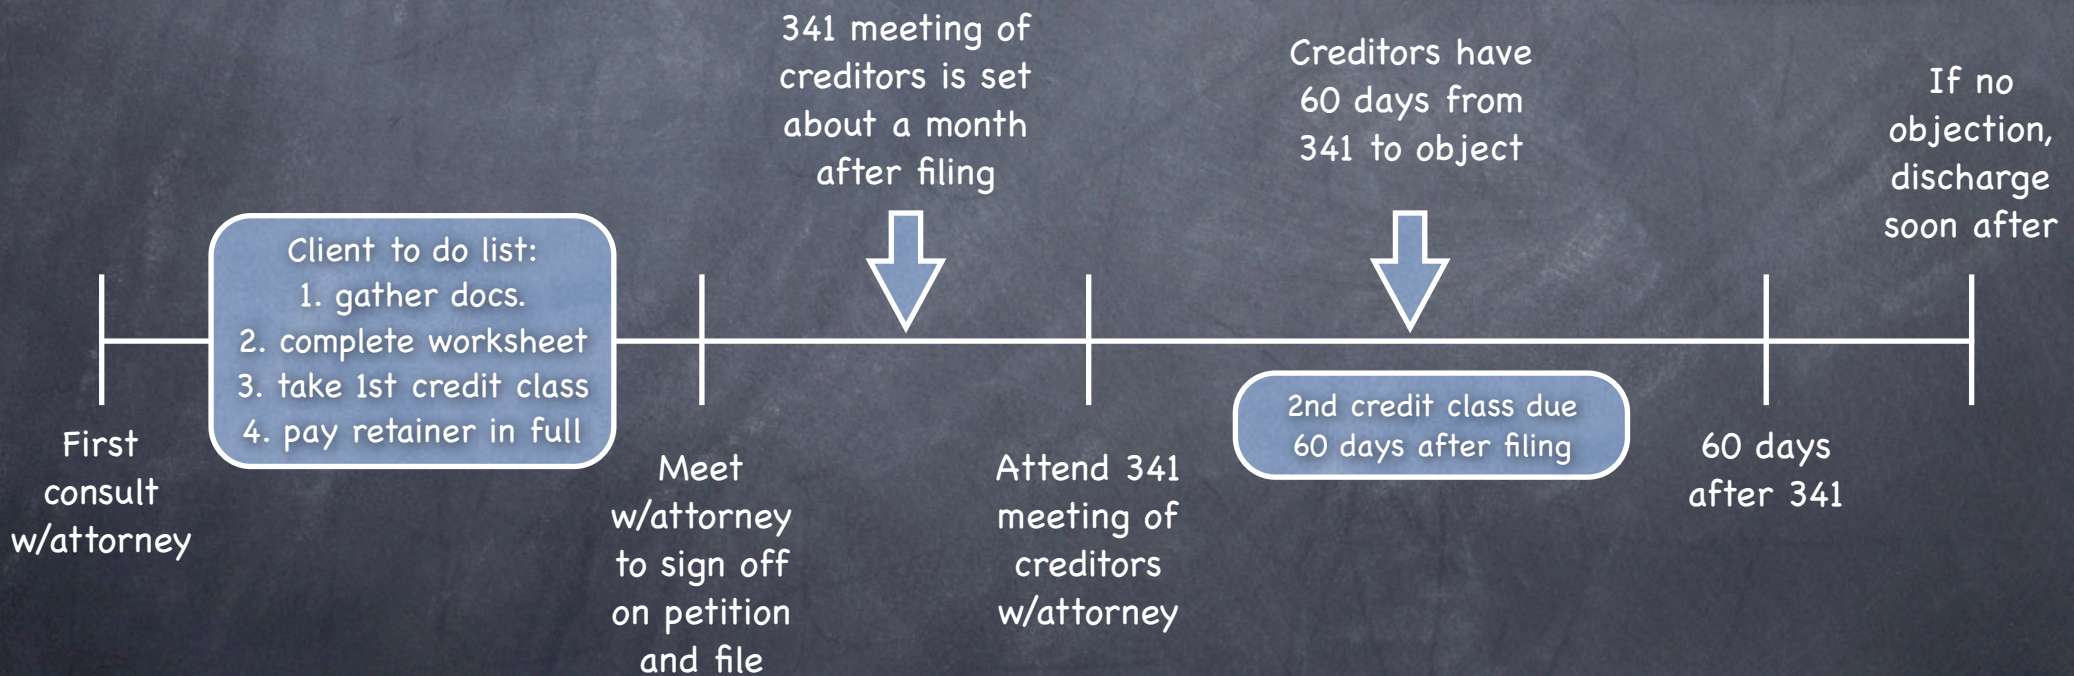 341 meeting of
creditors is set
about a month
after filing
Creditors have
60 days from
341 to object
If no
objection,
discharge
soon after
Client to do list:
1. gather docs.
2. complete worksheet
3. take 1st credit class
4. pay retainer in full
2nd credit class due
60 days after filing
First
consult
w/attorney
Meet
w/attorney
to sign off
on petition
and file
Attend 341
meeting of
creditors
w/attorney
60 days
after 341